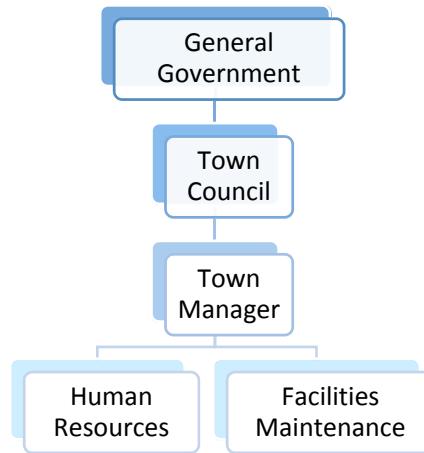 General
Government
Town
Council
Town
Manager
Human
Resources
Facilities
Maintenance